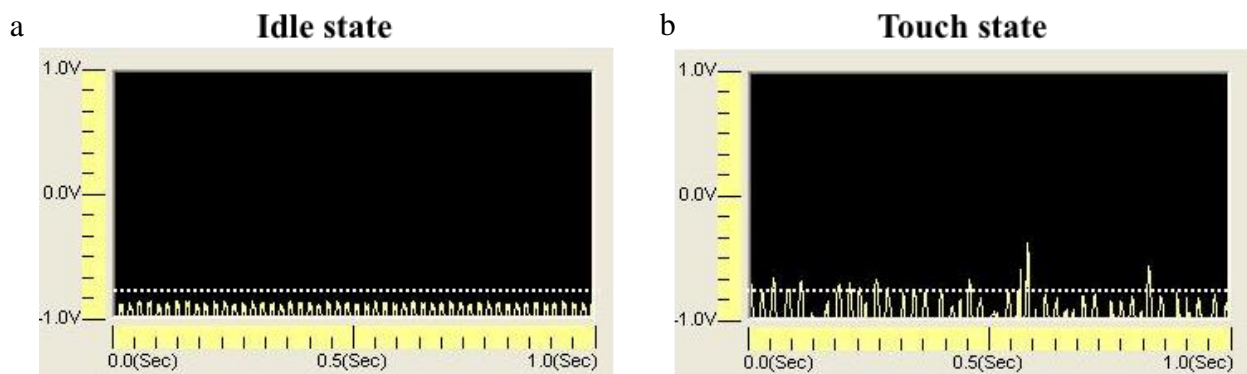 a
Idle state
1.0V
0.0V
-1.0V
0.0(Sec)
0.5(Sec)
1.0(Sec)
b
Touch state
1.0V
0.0V
-1.0V
0.0(Sec)
0.5(Sec)
1.0(Sec)